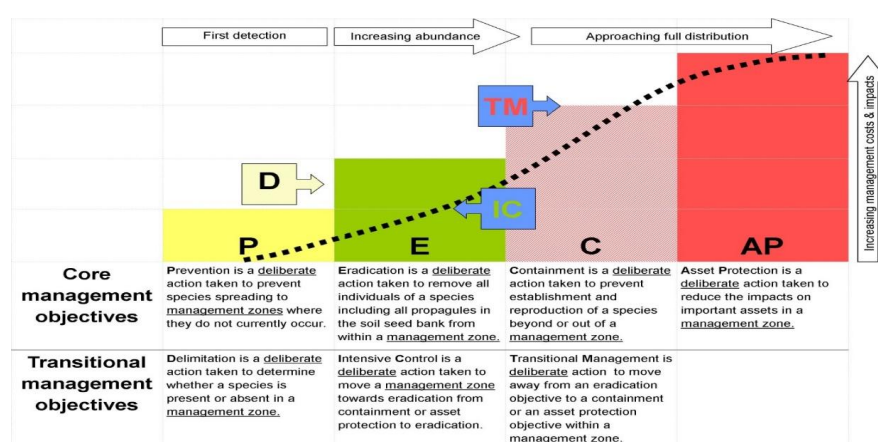 First detection
Increasing abundance
Approaching full distribution
Increasing management costs & impacts
TM
D
IC
P
E
C
AP
Core
management
objectives
Prevention is a deliberate
action taken to prevent
species spreading to
management zones where
they do not currently occur.
Eradication is a deliberate
action taken to remove all
individuals of a species
including all propagules in
the soil seed bank from
within a management zone.
Containment is a deliberate
action taken to prevent
establishment and
reproduction of a species
beyond or out of a
management zone.
Asset Protection is a
deliberate action taken to
reduce the impacts on
important assets in a
management zone.
Transitional
management
objectives
Delimitation is a deliberate
action taken to determine
whether a species is
present or absent in a
management zone.
Intensive Control is a
deliberate action taken to
move a management zone
towards eradication from
containment or asset
protection to eradication.
Transitional Management is
deliberate action to move
away from an eradication
objective to a containment
or an asset protection
objective within a
management zone.